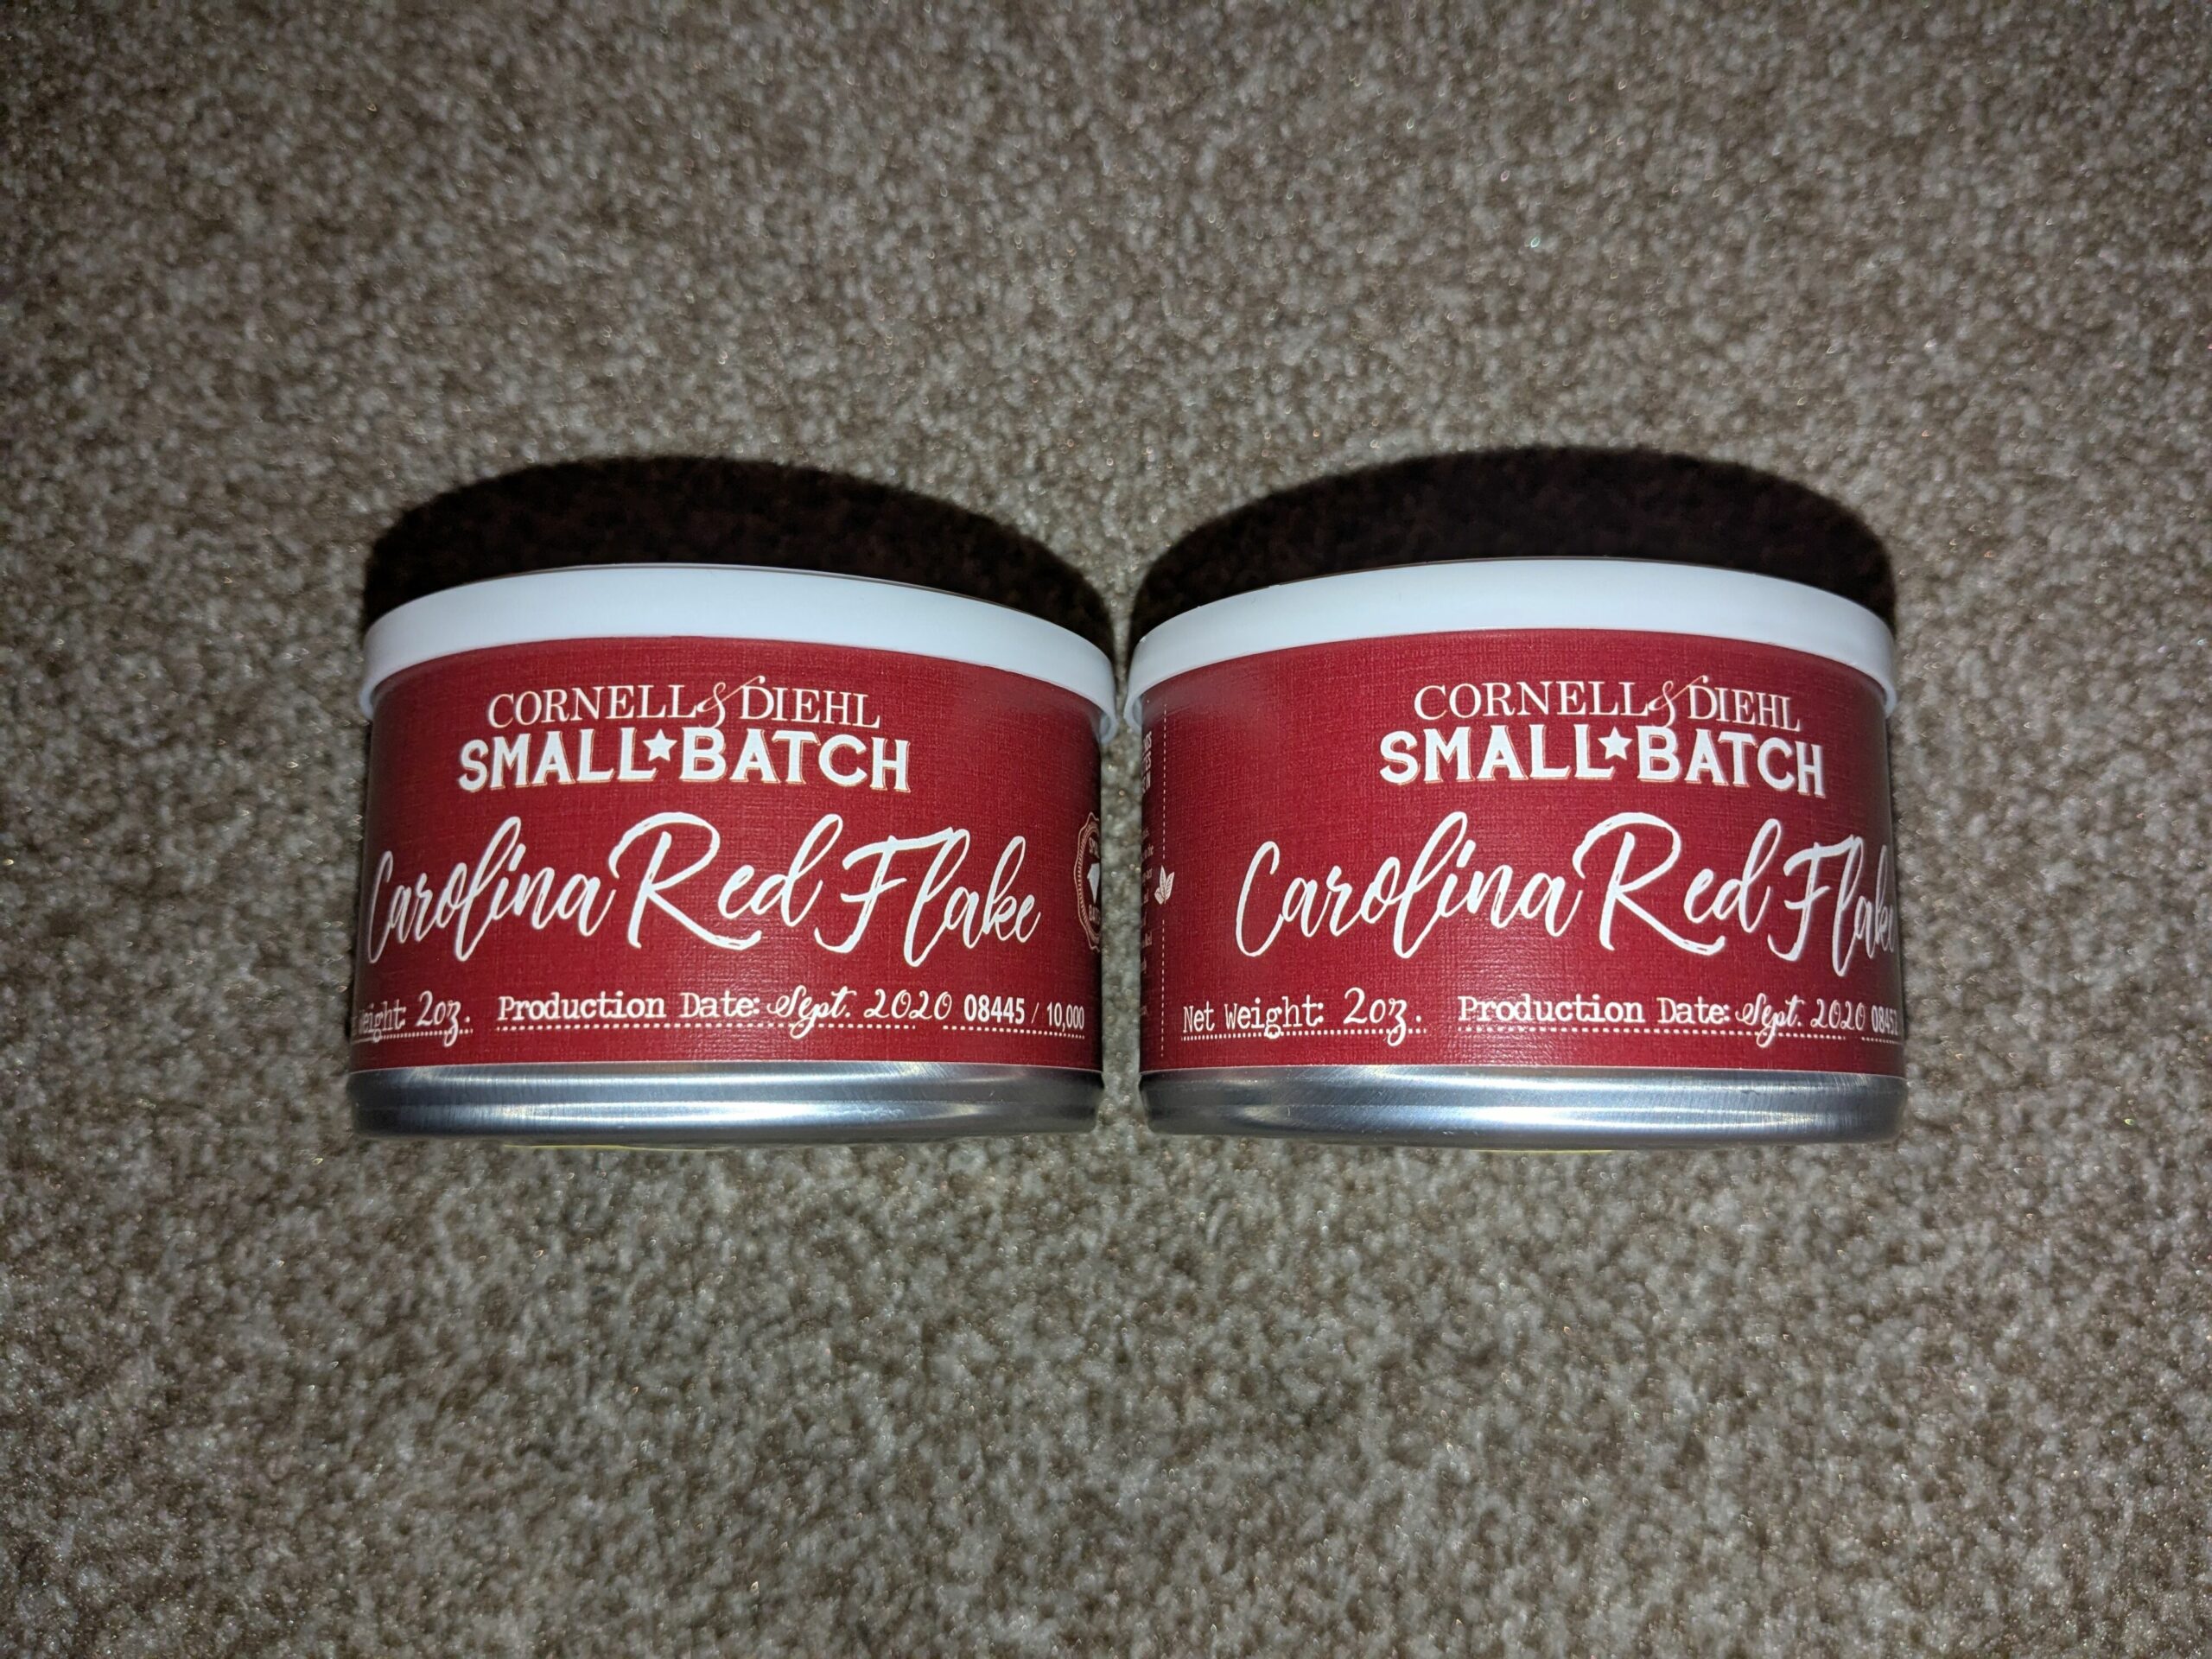 CORNELL & DIEHL
SMALL★BATCH
Carolina Red Flake
2oz. Production Date: Sept. 2020 08445 / 10,000
CORNELL & DIEHL
SMALL★BATCH
Carolina Red Flake
Net Weight: 2oz. Production Date: Sept. 2020